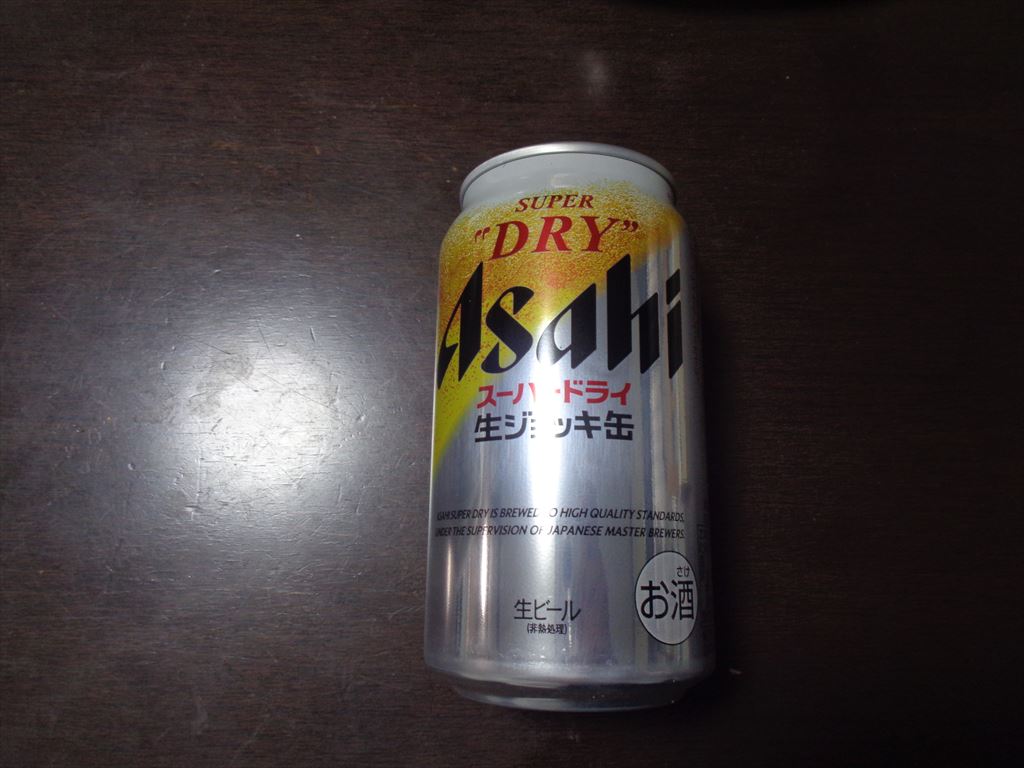 SUPER
"DRY"
Asahi
スーパードライ
生ジョッキ缶
ASAHI SUPER DRY IS BREWED TO HIGH QUALITY STANDARDS,
UNDER THE SUPERVISION OF JAPANESE MASTER BREWERS.
さけ
お酒
生ビール
(非熱処理)